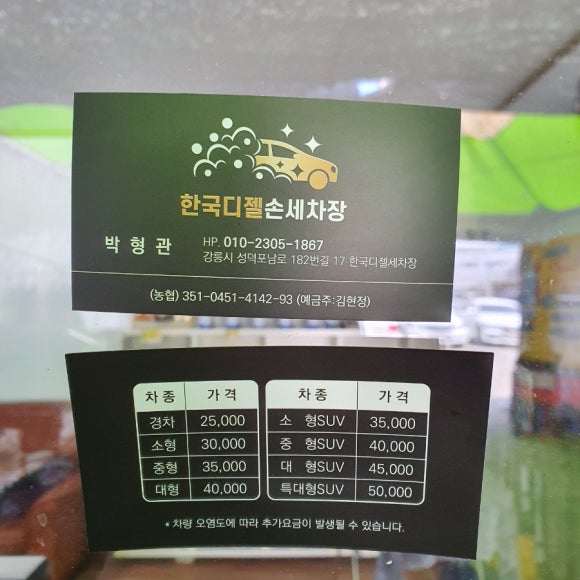 한국디젤손세차장
박형관
HP. 010-2305-1867
강릉시 성덕포남로 182번길 17 한국디젤세차장
(농협) 351-0451-4142-93 (예금주:김현정)
차종 가격 차종 가격
경차 25,000 소 형SUV 35,000
소형 30,000 중 형SUV 40,000
중형 35,000 대 형SUV 45,000
대형 40,000 특대형SUV 50,000
* 차량 오염도에 따라 추가요금이 발생될 수 있습니다.